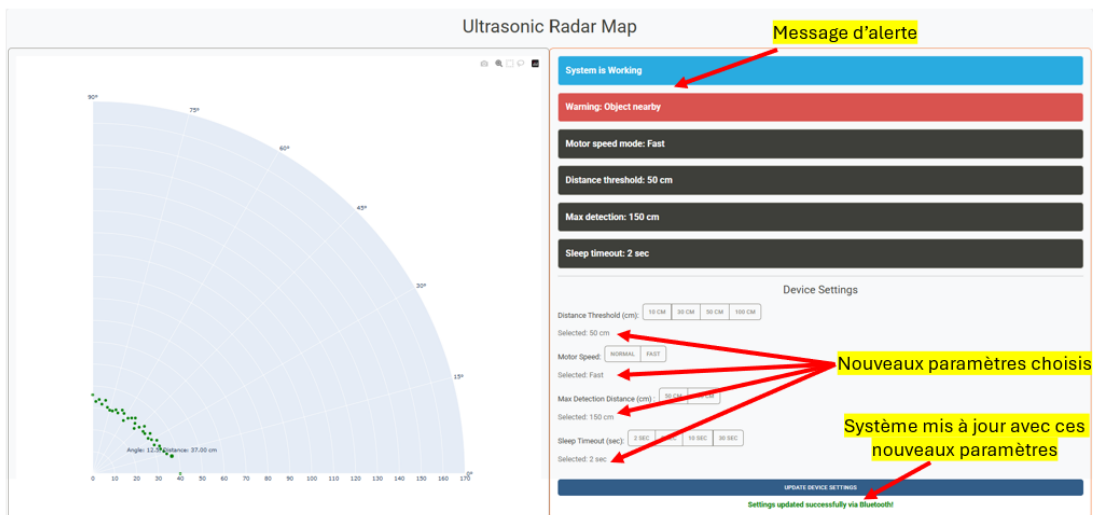 Ultrasonic Radar Map
Message d'alerte
90°
75°
60°
45°
30°
15°
0°
Angle: 12.5, Distance: 37.00 cm
0 10 20 30 40 50 60 70 80 90 100 110 120 130 140 150 160 170
System is Working
Warning: Object nearby
Motor speed mode: Fast
Distance threshold: 50 cm
Max detection: 150 cm
Sleep timeout: 2 sec
Device Settings
Distance Threshold (cm): 10 CM 30 CM 50 CM 100 CM
Selected: 50 cm
Motor Speed: NORMAL FAST
Selected: Fast
Nouveaux paramètres choisis
Max Detection Distance (cm) : 50 CM CM
Selected: 150 cm
Système mis à jour avec ces
nouveaux paramètres
Sleep Timeout (sec): 2 SEC SEC 10 SEC 30 SEC
Selected: 2 sec
UPDATE DEVICE SETTINGS
Settings updated successfully via Bluetooth!